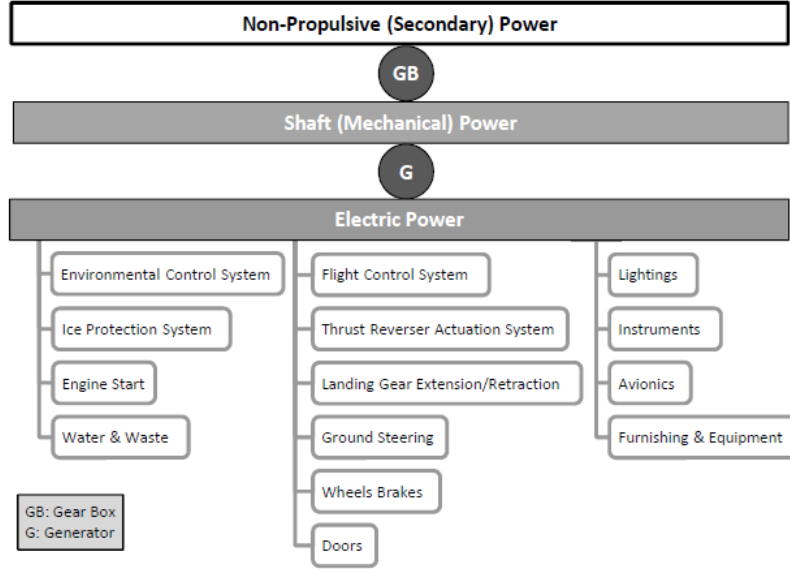 Non-Propulsive (Secondary) Power
GB
Shaft (Mechanical) Power
G
Electric Power
Environmental Control System
Ice Protection System
Engine Start
Water & Waste
Flight Control System
Thrust Reverser Actuation System
Landing Gear Extension/Retraction
Ground Steering
Wheels Brakes
Doors
Lightings
Instruments
Avionics
Furnishing & Equipment
GB: Gear Box
G: Generator